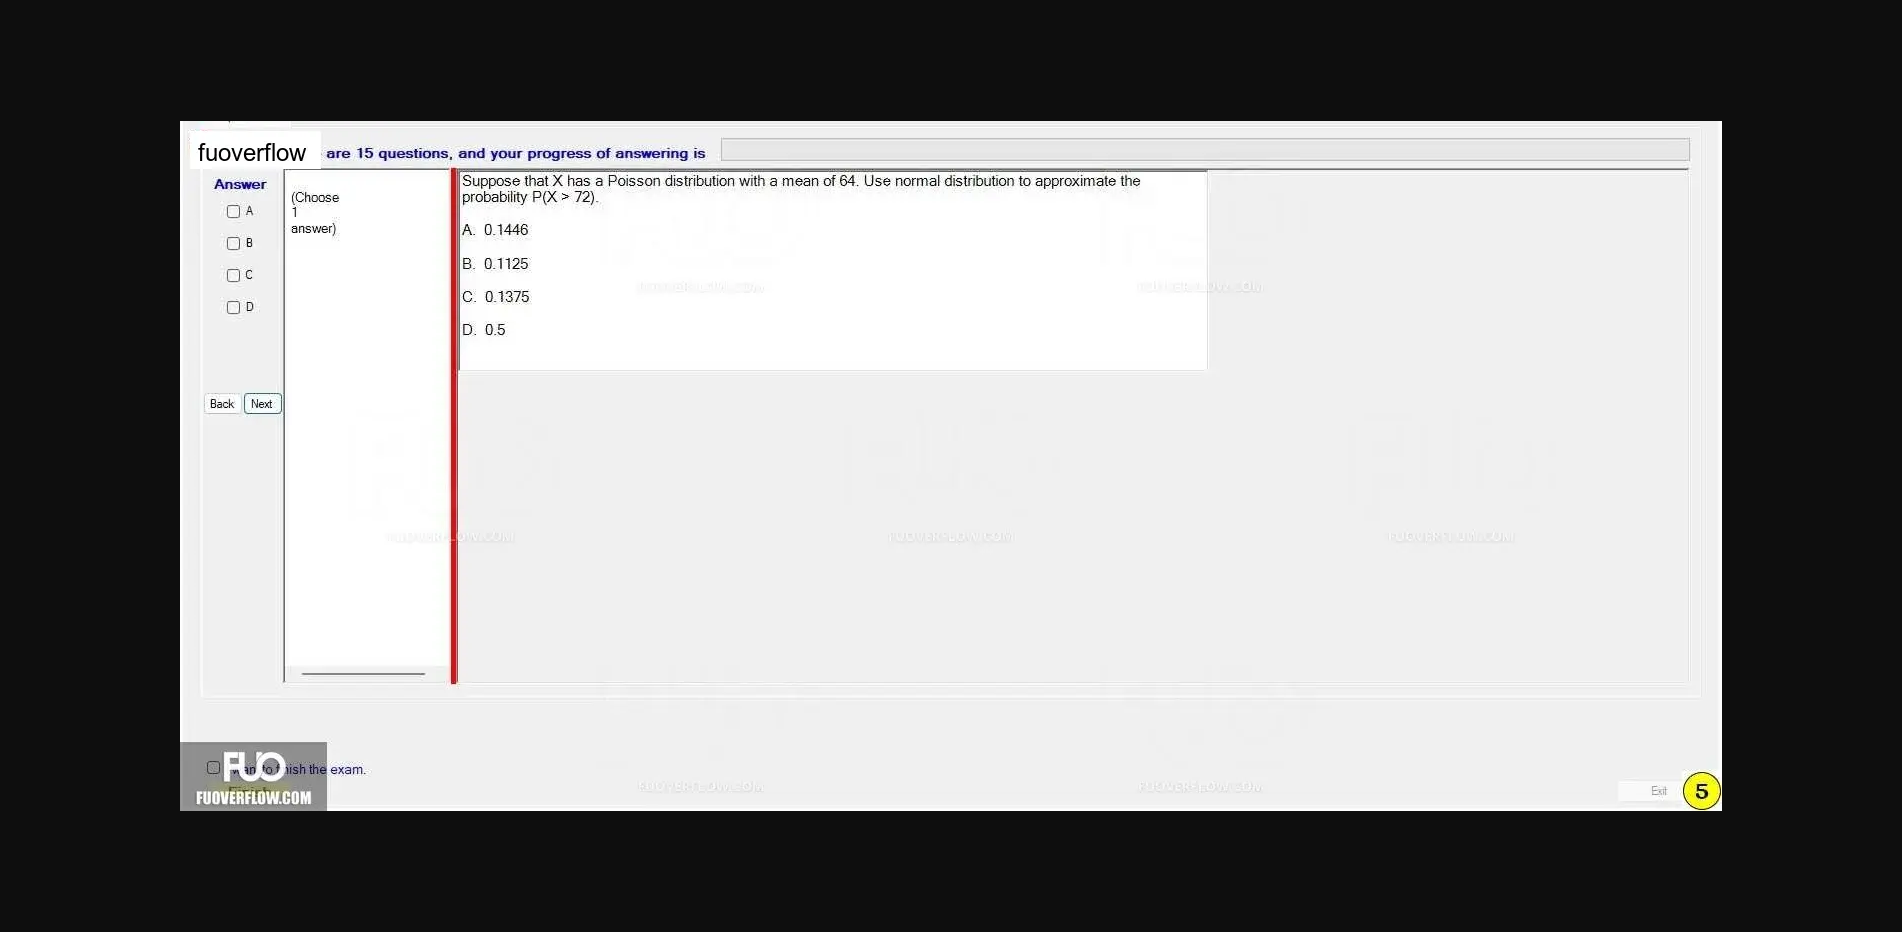 fuoverflow are 15 questions, and your progress of answering is
Answer
A
B
C
D
Back Next
(Choose
1
answer)
Suppose that X has a Poisson distribution with a mean of 64. Use normal distribution to approximate the
probability P(X > 72).
A. 0.1446
B. 0.1125
C. 0.1375
D. 0.5
FUOVERFLOW.COM FUOVERFLOW.COM
FUOVERFLOW.COM FUOVERFLOW.COM FUOVERFLOW.COM
FUO
want to finish the exam.
Finish
FUOVERFLOW.COM
FUOVERFLOW.COM FUOVERFLOW.COM
Exit
5